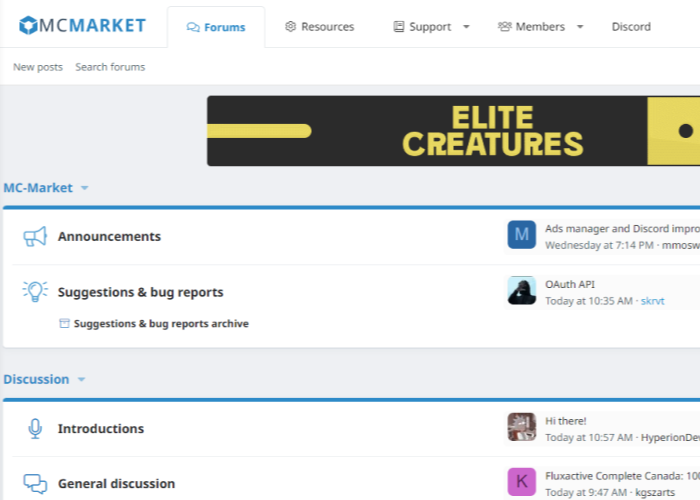 MCMARKET
Forums
Resources
Support
Members
Discord
New posts
Search forums
ELITE
CREATURES
MC-Market
Announcements
M
Ads manager and Discord impro
Wednesday at 7:14 PM · mmosw
Suggestions & bug reports
OAuth API
Today at 10:35 AM · skrvt
Suggestions & bug reports archive
Discussion
Introductions
Hi there!
Today at 10:57 AM · HyperionDev
General discussion
K
Fluxactive Complete Canada: 100
Today at 9:47 AM · kgszarts